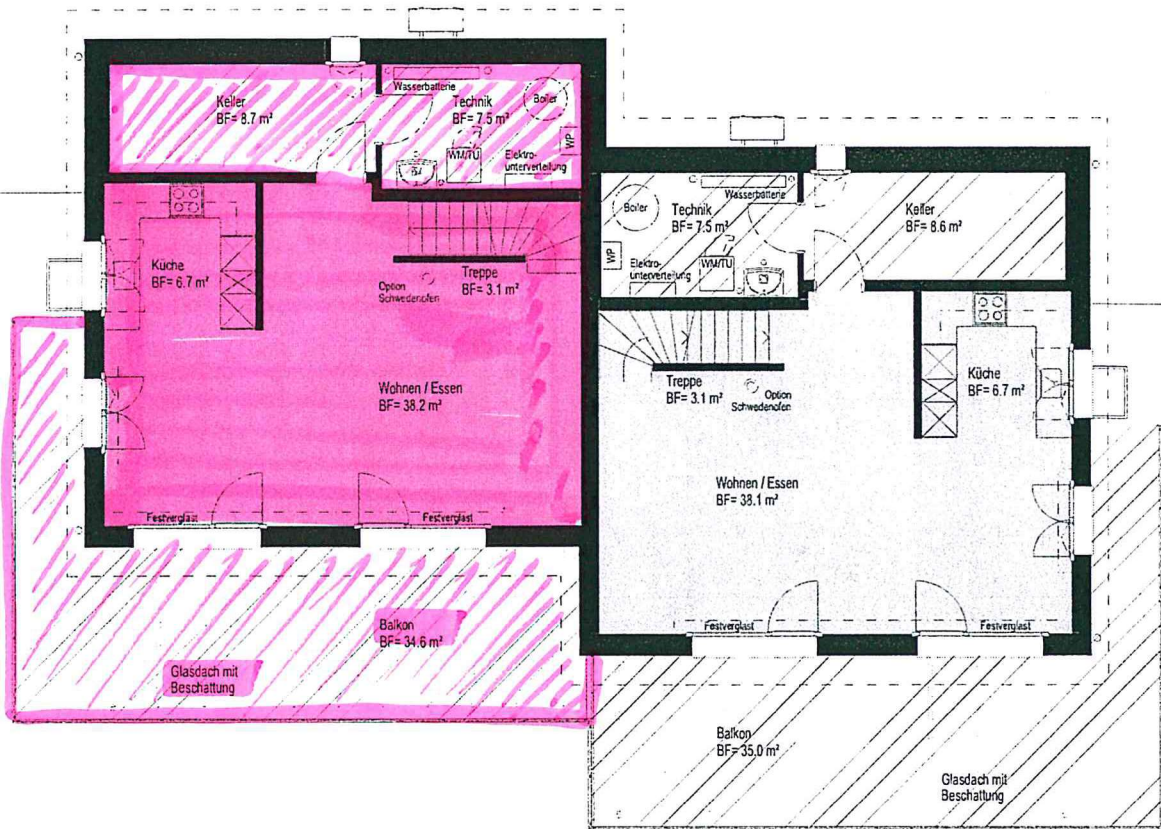 Keller
BF= 8.7 m²
Wasserbatterie
Technik
BF= 7.5 m²
Boiler
WP
WM/TU
Elektro-
unterverteilung
Küche
BF= 6.7 m²
Option
Schwedenofen
Treppe
BF= 3.1 m²
Wohnen / Essen
BF= 38.2 m²
Festverglast
Festverglast
Balkon
BF= 34.6 m²
Glasdach mit
Beschattung
Boiler
Technik
BF= 7.5 m²
Wasserbatterie
WP
Elektro-
unterverteilung
WM/TU
Keller
BF= 8.6 m²
Treppe
BF= 3.1 m²
Option
Schwedenofen
Küche
BF= 6.7 m²
Wohnen / Essen
BF= 38.1 m²
Festverglast
Festverglast
Balkon
BF= 35.0 m²
Glasdach mit
Beschattung